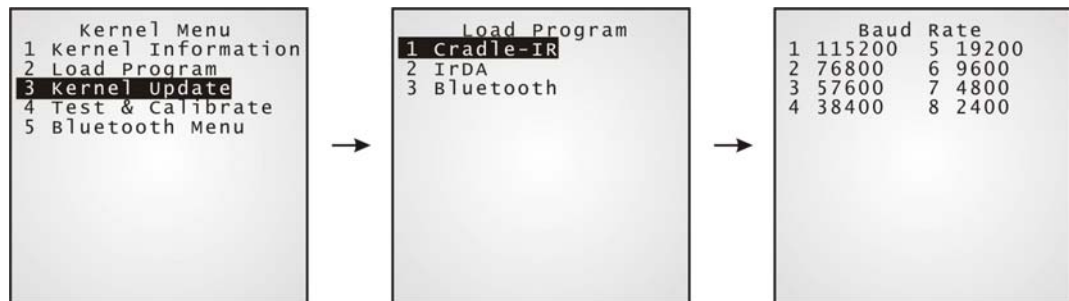 Kernel Menu
1 Kernel Information
2 Load Program
3 Kernel Update
4 Test & Calibrate
5 Bluetooth Menu
Load Program
1 Cradle-IR
2 IrDA
3 Bluetooth
Baud Rate
1 115200 5 19200
2 76800 6 9600
3 57600 7 4800
4 38400 8 2400